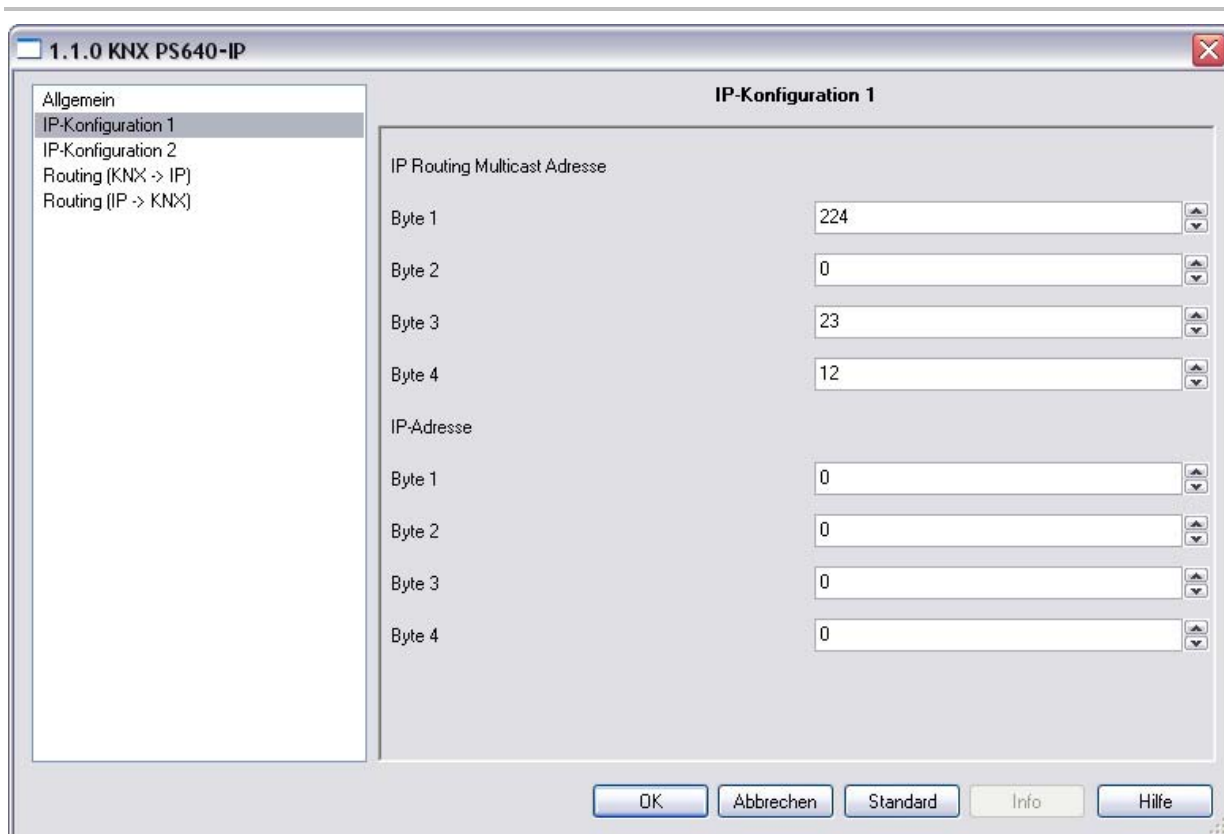 1.1.0 KNX PS640-IP
Allgemein
IP-Konfiguration 1
IP-Konfiguration 2
Routing (KNX -> IP)
Routing (IP -> KNX)
IP-Konfiguration 1
IP Routing Multicast Adresse
Byte 1 224
Byte 2 0
Byte 3 23
Byte 4 12
IP-Adresse
Byte 1 0
Byte 2 0
Byte 3 0
Byte 4 0
OK Abbrechen Standard Info Hilfe